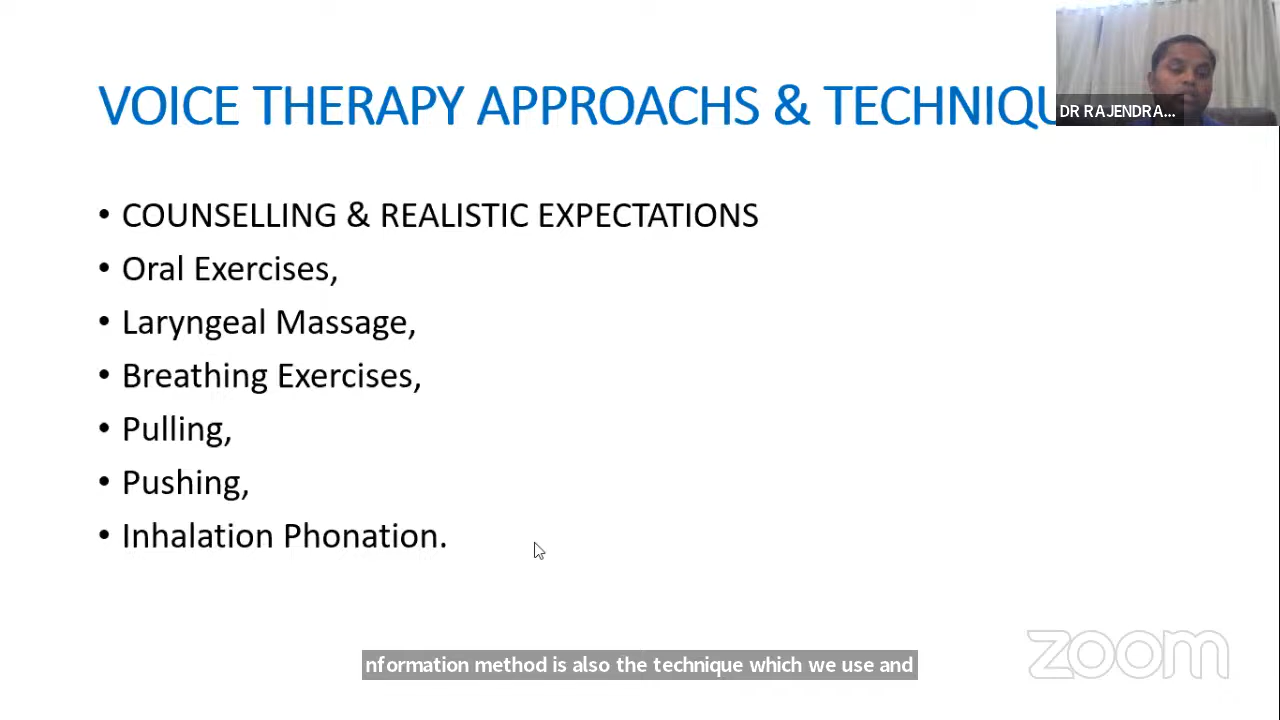 VOICE THERAPY APPROACHS & TECHNIQU
DR RAJENDRA...
• COUNSELLING & REALISTIC EXPECTATIONS
• Oral Exercises,
• Laryngeal Massage,
• Breathing Exercises,
• Pulling,
• Pushing,
• Inhalation Phonation.
nformation method is also the technique which we use and
zoom